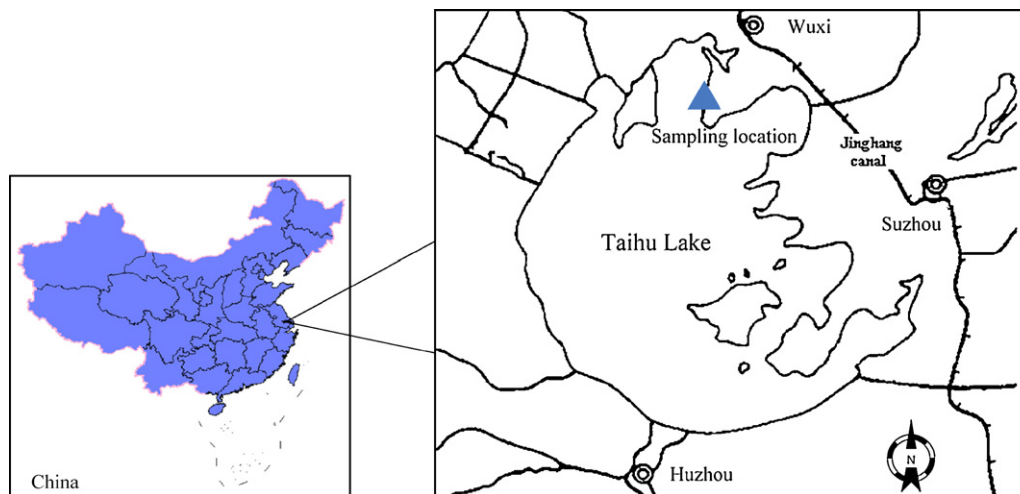 Wuxi
Sampling location
Jinghang
canal
Suzhou
Taihu Lake
Huzhou
N
China